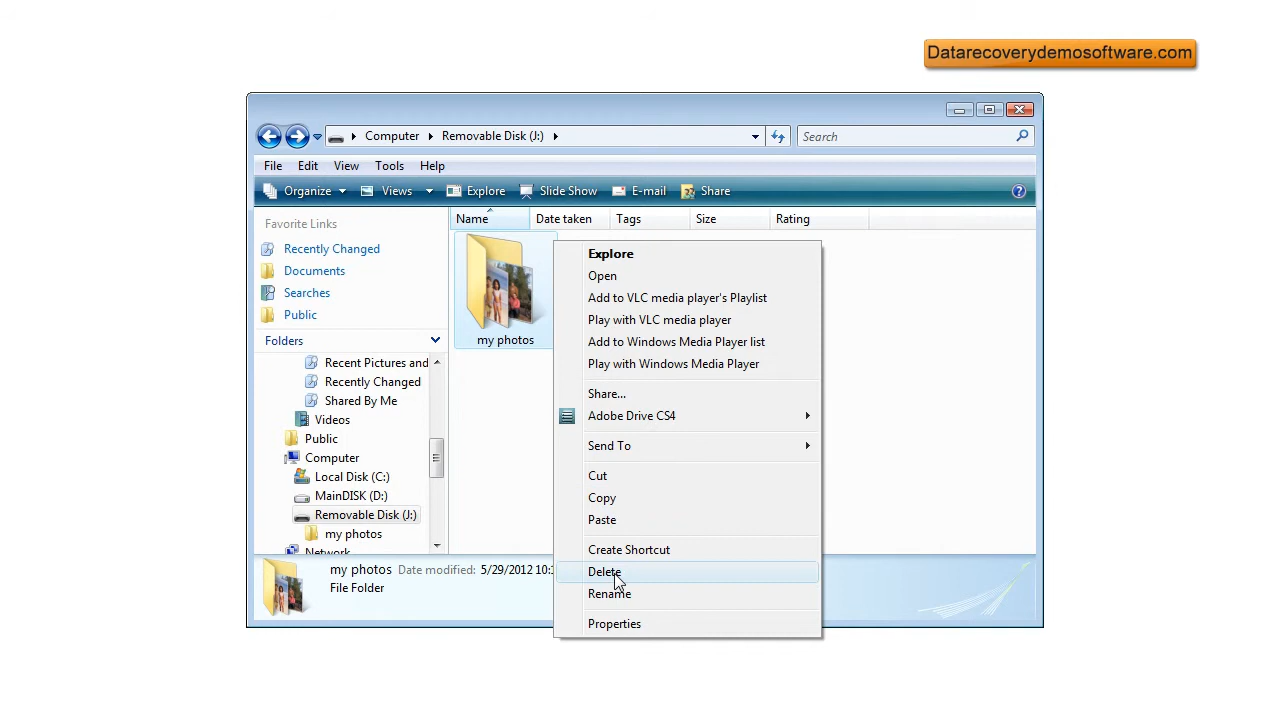 Datarecoverydemosoftware.com
Computer Removable Disk (J:) Search
File Edit View Tools Help
Organize Views Explore Slide Show E-mail Share
Favorite Links
Recently Changed
Documents
Searches
Public
Folders
Recent Pictures and
Recently Changed
Shared By Me
Videos
Public
Computer
Local Disk (C:)
MainDISK (D:)
Removable Disk (J:)
my photos
Network
Name Date taken Tags Size Rating
my photos
Explore
Open
Add to VLC media player's Playlist
Play with VLC media player
Add to Windows Media Player list
Play with Windows Media Player
Share...
Adobe Drive CS4
Send To
Cut
Copy
Paste
Create Shortcut
Delete
Rename
Properties
my photos Date modified: 5/29/2012
File Folder